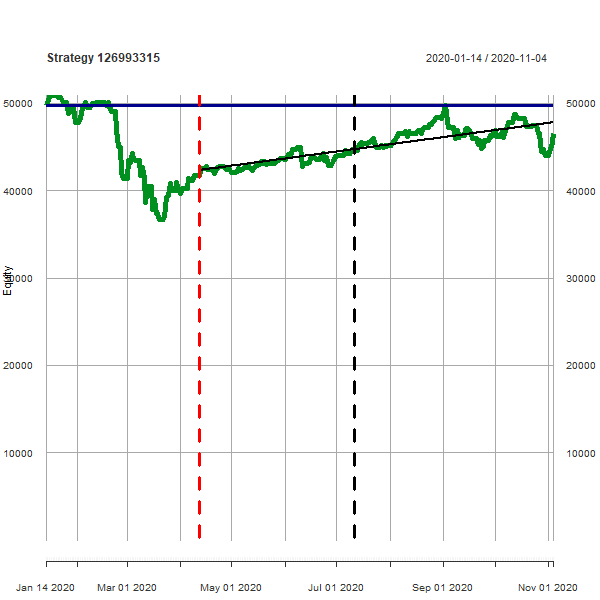 Strategy 126993315
2020-01-14 / 2020-11-04
50000
50000
40000
40000
Equity
30000
30000
20000
20000
10000
10000
Jan 14 2020
Mar 01 2020
May 01 2020
Jul 01 2020
Sep 01 2020
Nov 01 2020